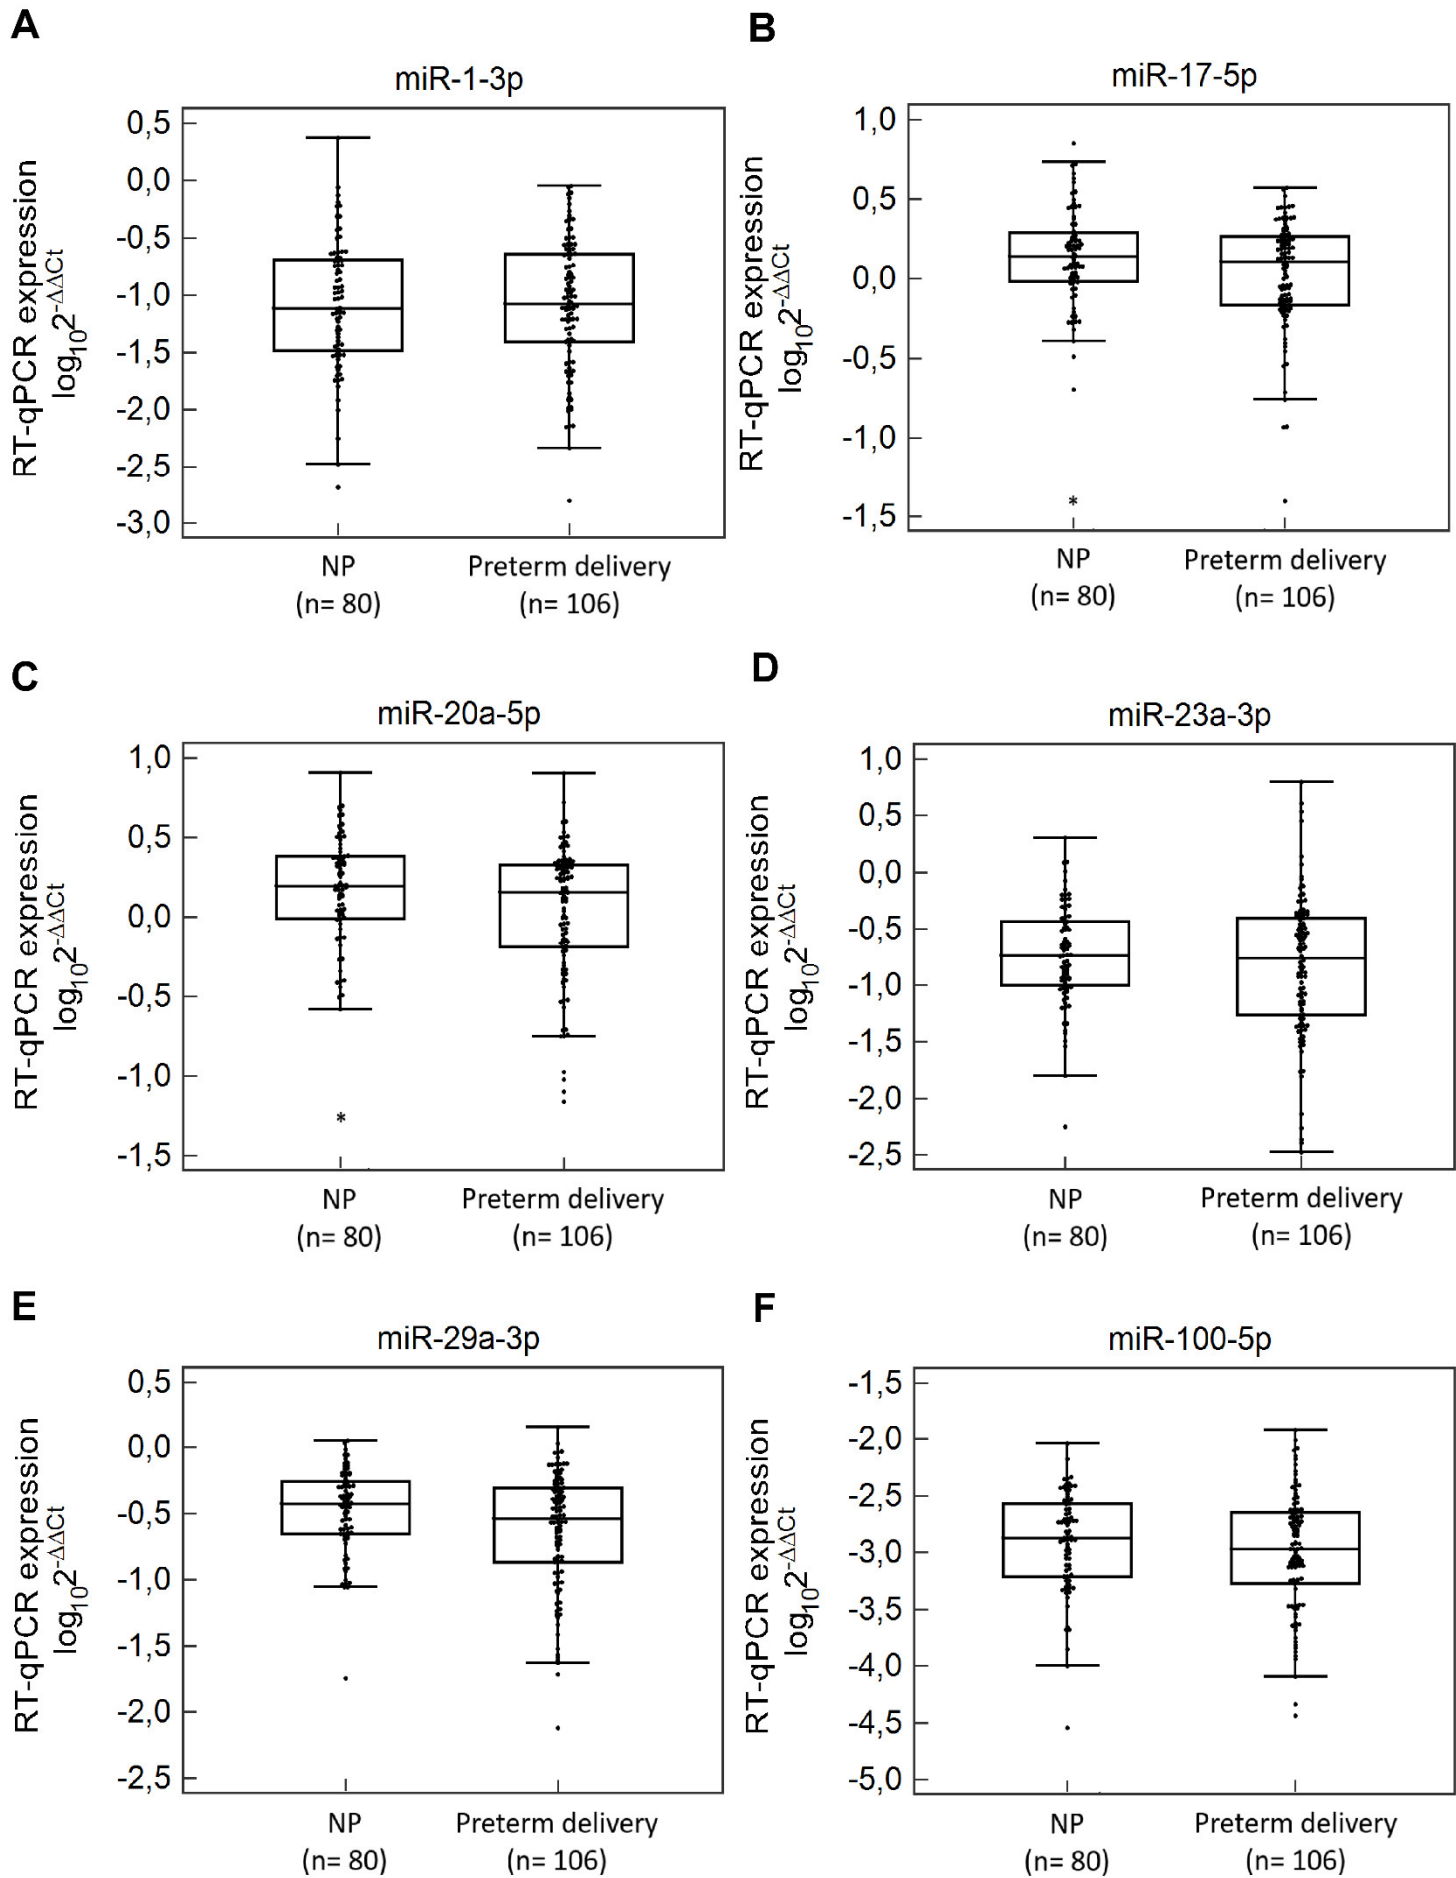 A
miR-1-3p
RT-qPCR expression
log₁₀2⁻ΔΔCt
0,5
0,0
-0,5
-1,0
-1,5
-2,0
-2,5
-3,0
NP
(n= 80)
Preterm delivery
(n= 106)
B
miR-17-5p
RT-qPCR expression
log₁₀2⁻ΔΔCt
1,0
0,5
0,0
-0,5
-1,0
-1,5
*
NP
(n= 80)
Preterm delivery
(n= 106)
C
miR-20a-5p
RT-qPCR expression
log₁₀2⁻ΔΔCt
1,0
0,5
0,0
-0,5
-1,0
-1,5
*
NP
(n= 80)
Preterm delivery
(n= 106)
D
miR-23a-3p
RT-qPCR expression
log₁₀2⁻ΔΔCt
1,0
0,5
0,0
-0,5
-1,0
-1,5
-2,0
-2,5
NP
(n= 80)
Preterm delivery
(n= 106)
E
miR-29a-3p
RT-qPCR expression
log₁₀2⁻ΔΔCt
0,5
0,0
-0,5
-1,0
-1,5
-2,0
-2,5
NP
(n= 80)
Preterm delivery
(n= 106)
F
miR-100-5p
RT-qPCR expression
log₁₀2⁻ΔΔCt
-1,5
-2,0
-2,5
-3,0
-3,5
-4,0
-4,5
-5,0
NP
(n= 80)
Preterm delivery
(n= 106)